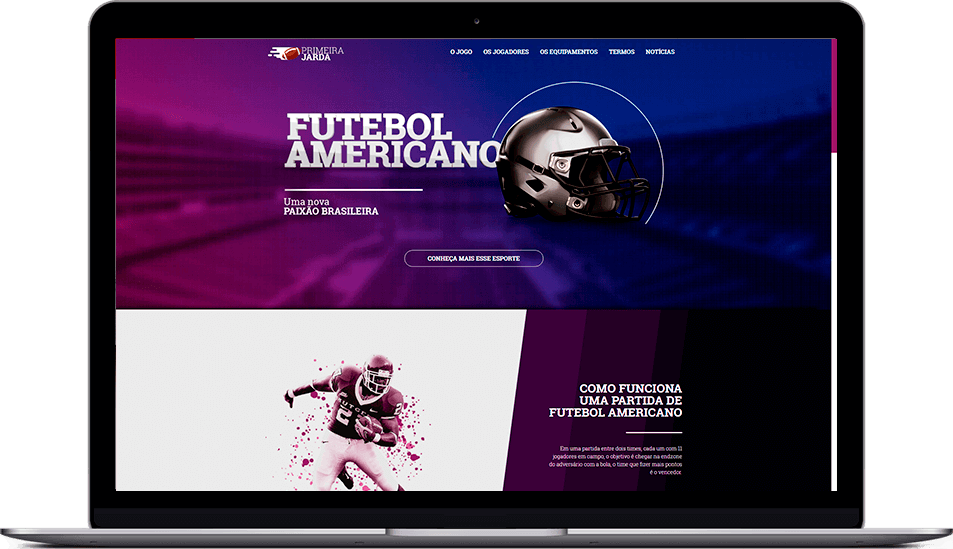 PRIMEIRA
JARDA
O JOGO OS JOGADORES OS EQUIPAMENTOS TERMOS NOTÍCIAS
FUTEBOL
AMERICANO
Uma nova
PAIXÃO BRASILEIRA
CONHEÇA MAIS ESSE ESPORTE
2 2
COMO FUNCIONA
UMA PARTIDA DE
FUTEBOL AMERICANO
Em uma partida entre dois times, cada um com 11
jogadores em campo, o objetivo é chegar na endzone
do adversário com a bola, o time que fizer mais pontos
é o vencedor.